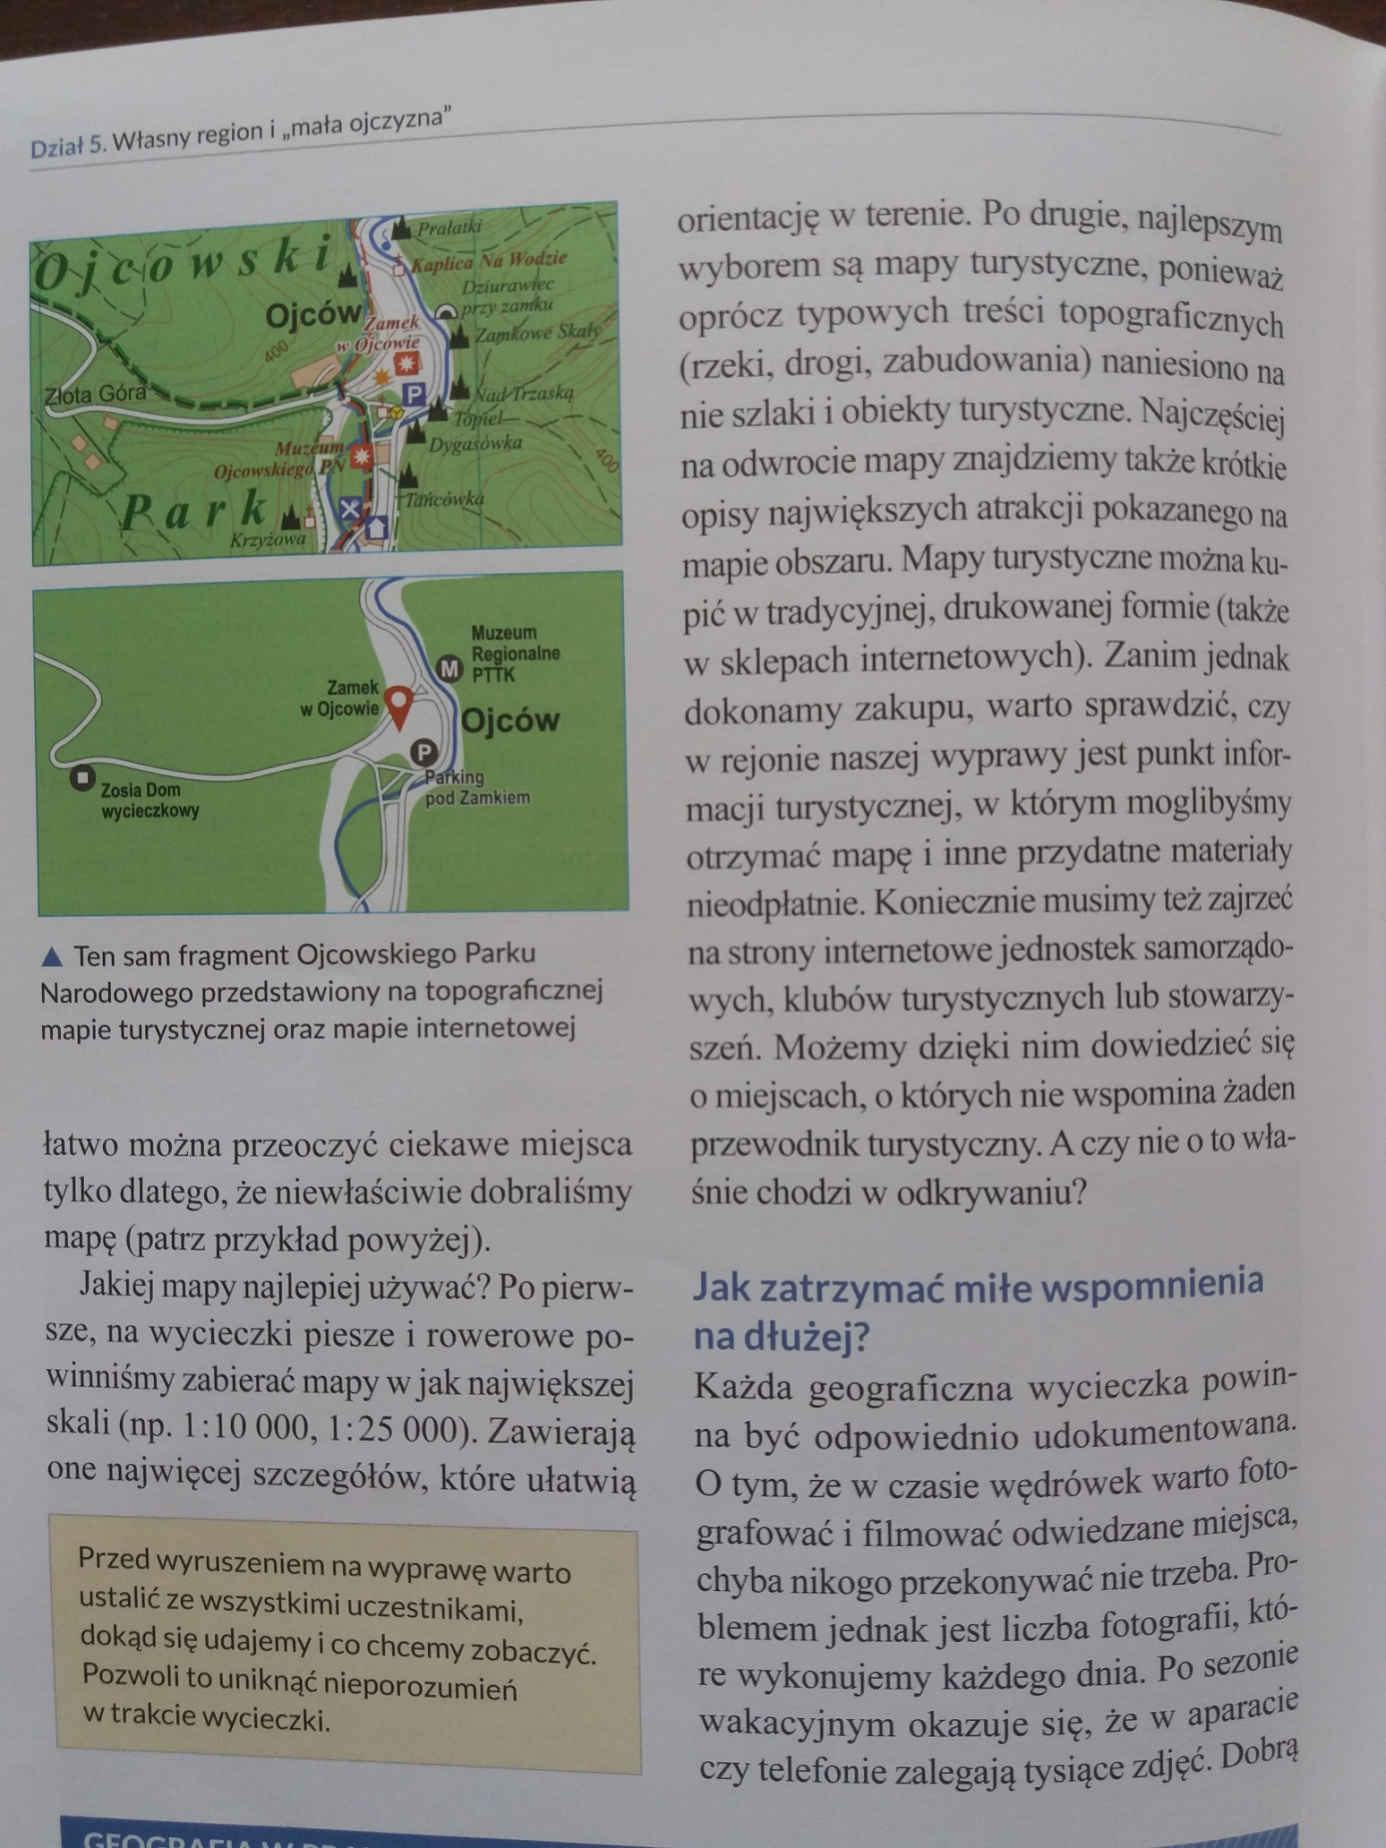 Dział 5. Własny region i „mała ojczyzna”
Ojcowski
Prałatki
Kaplica Na Wodzie
Dziurawiec
przy zamku
Ojców
Zamek
w Ojcowie
Zamkowe Skały
400
Złota Góra
P
Nad Trzaską
Topiel
Dygasówka
Muzeum
Ojcowskiego PN
400
Park
Tańcówka
Krzyżowa
Muzeum
Regionalne
PTTK
M
Zamek
w Ojcowie
Ojców
P
Parking
pod Zamkiem
Zosia Dom
wycieczkowy
▲ Ten sam fragment Ojcowskiego Parku
Narodowego przedstawiony na topograficznej
mapie turystycznej oraz mapie internetowej
łatwo można przeoczyć ciekawe miejsca
tylko dlatego, że niewłaściwie dobraliśmy
mapę (patrz przykład powyżej).
Jakiej mapy najlepiej używać? Po pierw-
sze, na wycieczki piesze i rowerowe po-
winniśmy zabierać mapy w jak największej
skali (np. 1:10 000, 1:25 000). Zawierają
one najwięcej szczegółów, które ułatwią
Przed wyruszeniem na wyprawę warto
ustalić ze wszystkimi uczestnikami,
dokąd się udajemy i co chcemy zobaczyć.
Pozwoli to uniknąć nieporozumień
w trakcie wycieczki.
orientację w terenie. Po drugie, najlepszym
wyborem są mapy turystyczne, ponieważ
oprócz typowych treści topograficznych
(rzeki, drogi, zabudowania) naniesiono na
nie szlaki i obiekty turystyczne. Najczęściej
na odwrocie mapy znajdziemy także krótkie
opisy największych atrakcji pokazanego na
mapie obszaru. Mapy turystyczne można ku-
pić w tradycyjnej, drukowanej formie (także
w sklepach internetowych). Zanim jednak
dokonamy zakupu, warto sprawdzić, czy
w rejonie naszej wyprawy jest punkt infor-
macji turystycznej, w którym moglibyśmy
otrzymać mapę i inne przydatne materiały
nieodpłatnie. Koniecznie musimy też zajrzeć
na strony internetowe jednostek samorządo-
wych, klubów turystycznych lub stowarzy-
szeń. Możemy dzięki nim dowiedzieć się
o miejscach, o których nie wspomina żaden
przewodnik turystyczny. A czy nie o to wła-
śnie chodzi w odkrywaniu?
Jak zatrzymać miłe wspomnienia
na dłużej?
Każda geograficzna wycieczka powin-
na być odpowiednio udokumentowana.
O tym, że w czasie wędrówek warto foto-
grafować i filmować odwiedzane miejsca,
chyba nikogo przekonywać nie trzeba. Pro-
blemem jednak jest liczba fotografii, któ-
re wykonujemy każdego dnia. Po sezonie
wakacyjnym okazuje się, że w aparacie
czy telefonie zalegają tysiące zdjęć. Dobrą
GEOGRAFIA W